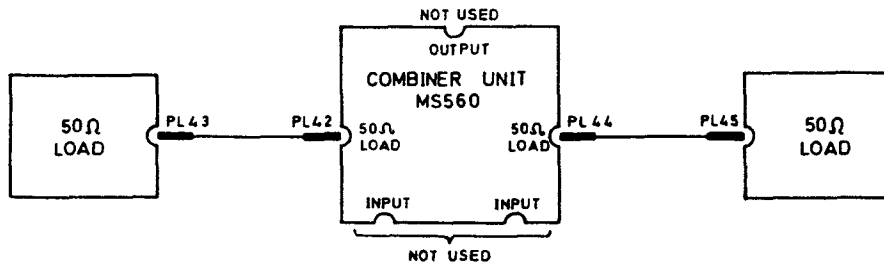 NOT USED
OUTPUT
COMBINER UNIT
MS560
50Ω
LOAD
PL43
PL42
50Ω
LOAD
50Ω
LOAD
PL44
PL45
50Ω
LOAD
INPUT
INPUT
NOT USED